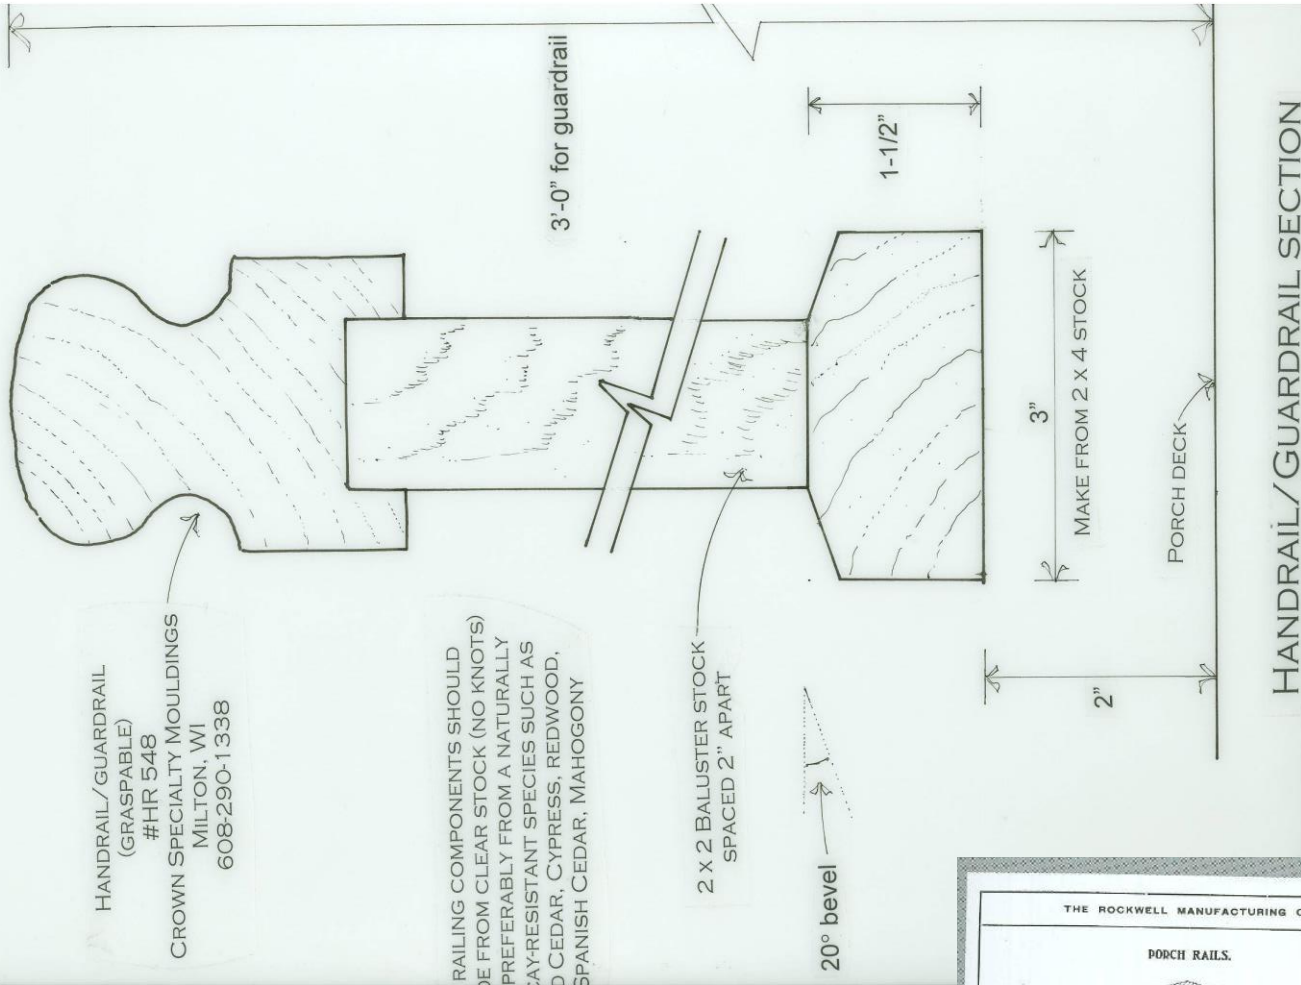 HANDRAIL/GUARDRAIL
(GRASPABLE)
#HR 548
CROWN SPECIALTY MOULDINGS
MILTON, WI
608-290-1338
3'-0" for guardrail
RAILING COMPONENTS SHOULD
FROM CLEAR STOCK (NO KNOTS)
PREFERABLY FROM A NATURALLY
-RESISTANT SPECIES SUCH AS
CEDAR, CYPRESS, REDWOOD,
SPANISH CEDAR, MAHOGONY
2 X 2 BALUSTER STOCK
SPACED 2" APART
20° bevel
1-1/2"
3"
MAKE FROM 2 X 4 STOCK
2"
PORCH DECK
HANDRAIL/GUARDRAIL SECTION
THE ROCKWELL MANUFACTURING
PORCH RAILS.